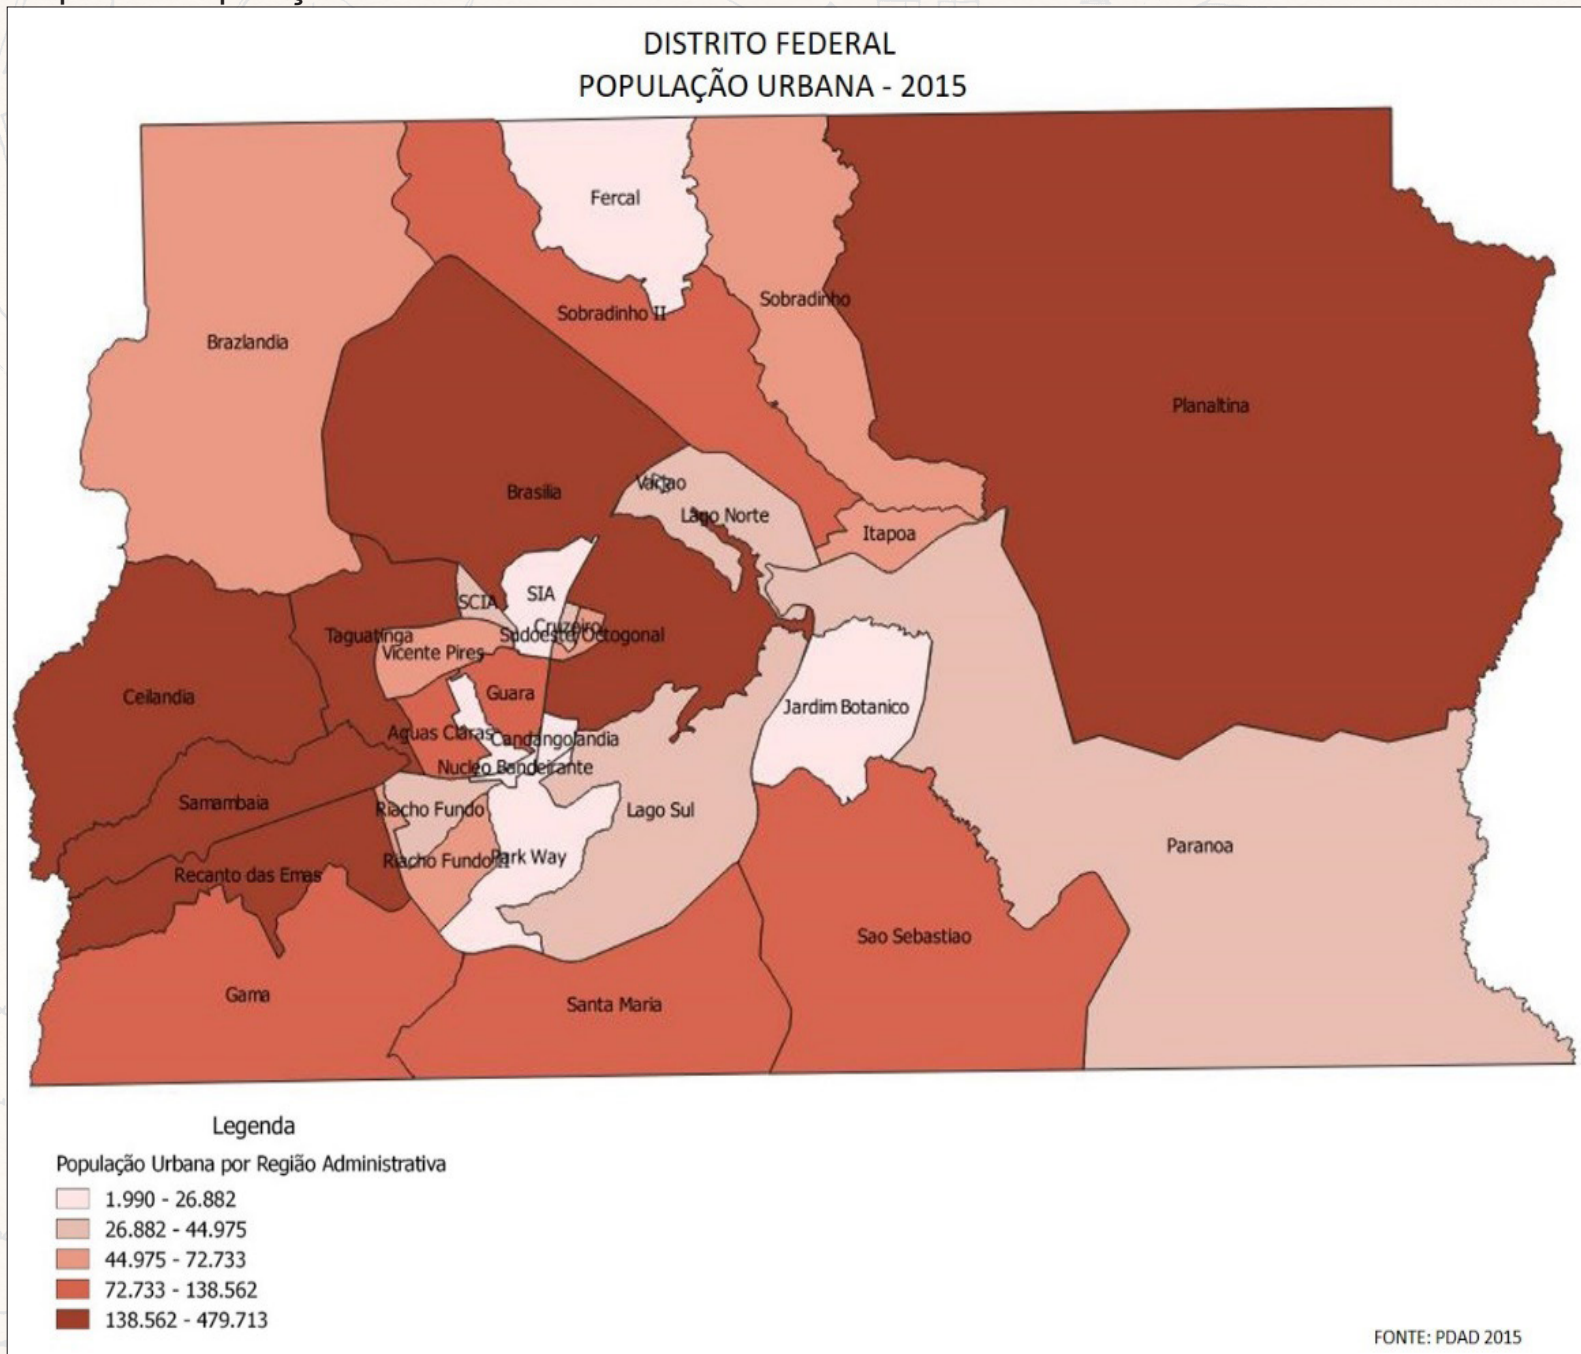 DISTRITO FEDERAL
POPULAÇÃO URBANA - 2015
Fercal
Sobradinho
Sobradinho II
Brazlandia
Planaltina
Brasilia
Varjao
Lago Norte
Itapoa
SIA
SCIA
Cruzeiro
Taguatinga
Sudoeste/Octogonal
Vicente Pires
Guara
Ceilandia
Jardim Botanico
Aguas Claras
Candangolandia
Nucleo Bandeirante
Samambaia
Riacho Fundo
Lago Sul
Paranoa
Riacho Fundo II
Park Way
Recanto das Emas
Sao Sebastiao
Gama
Santa Maria
Legenda
População Urbana por Região Administrativa
1.990 - 26.882
26.882 - 44.975
44.975 - 72.733
72.733 - 138.562
138.562 - 479.713
FONTE: PDAD 2015